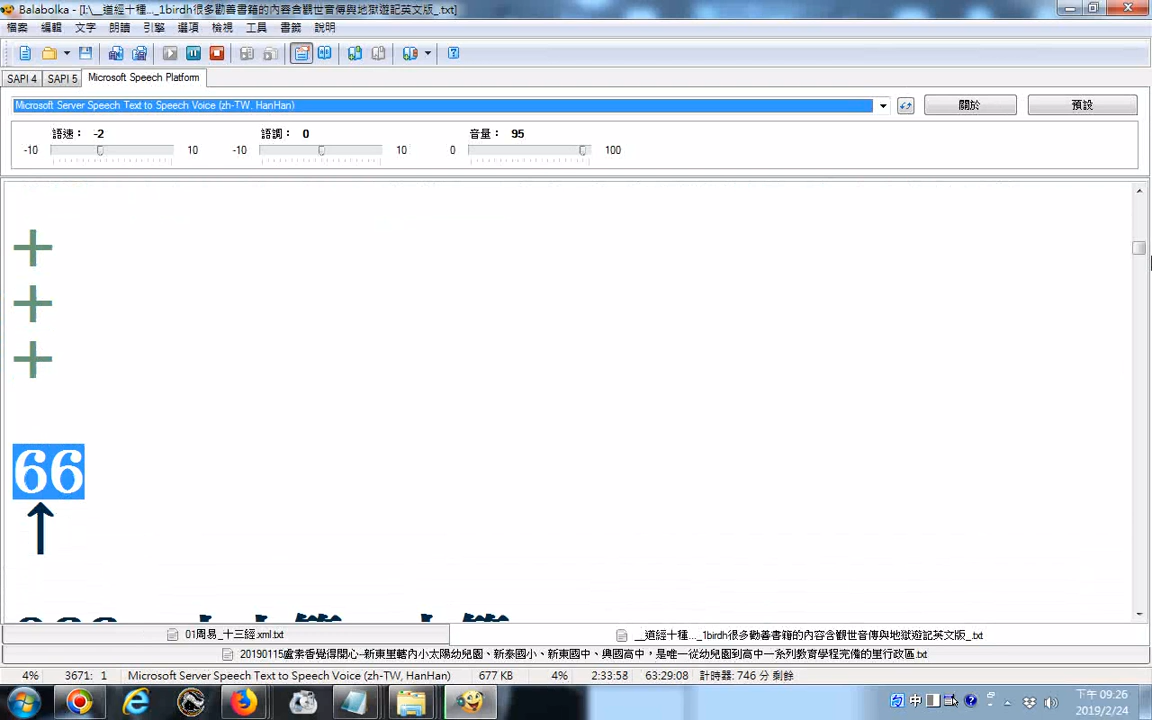 Balabolka - [I:\__道經十種..._1birdh很多勸善書籍的內容含觀世音傳與地獄遊記英文版_.txt]
檔案 編輯 文字 朗讀 引擎 選項 檢視 工具 書籤 說明
SAPI 4 SAPI 5 Microsoft Speech Platform
Microsoft Server Speech Text to Speech Voice (zh-TW, HanHan) 關於 預設
語速： -2 語調： 0 音量： 95
-10 10 -10 10 0 100
+
+
+
66
↑
01周易_十三經.xml.txt __道經十種..._1birdh很多勸善書籍的內容含觀世音傳與地獄遊記英文版_.txt
20190115盧素香覺得開心--新東里轄內小太陽幼兒園、新泰國小、新東國中、興國高中，是唯一從幼兒園到高中一系列教育學程完備的里行政區.txt
4% 3671: 1 Microsoft Server Speech Text to Speech Voice (zh-TW, HanHan) 677 KB 4% 2:33:58 63:29:08 計時器: 746 分 剩餘
中 下午 09:26
2019/2/24